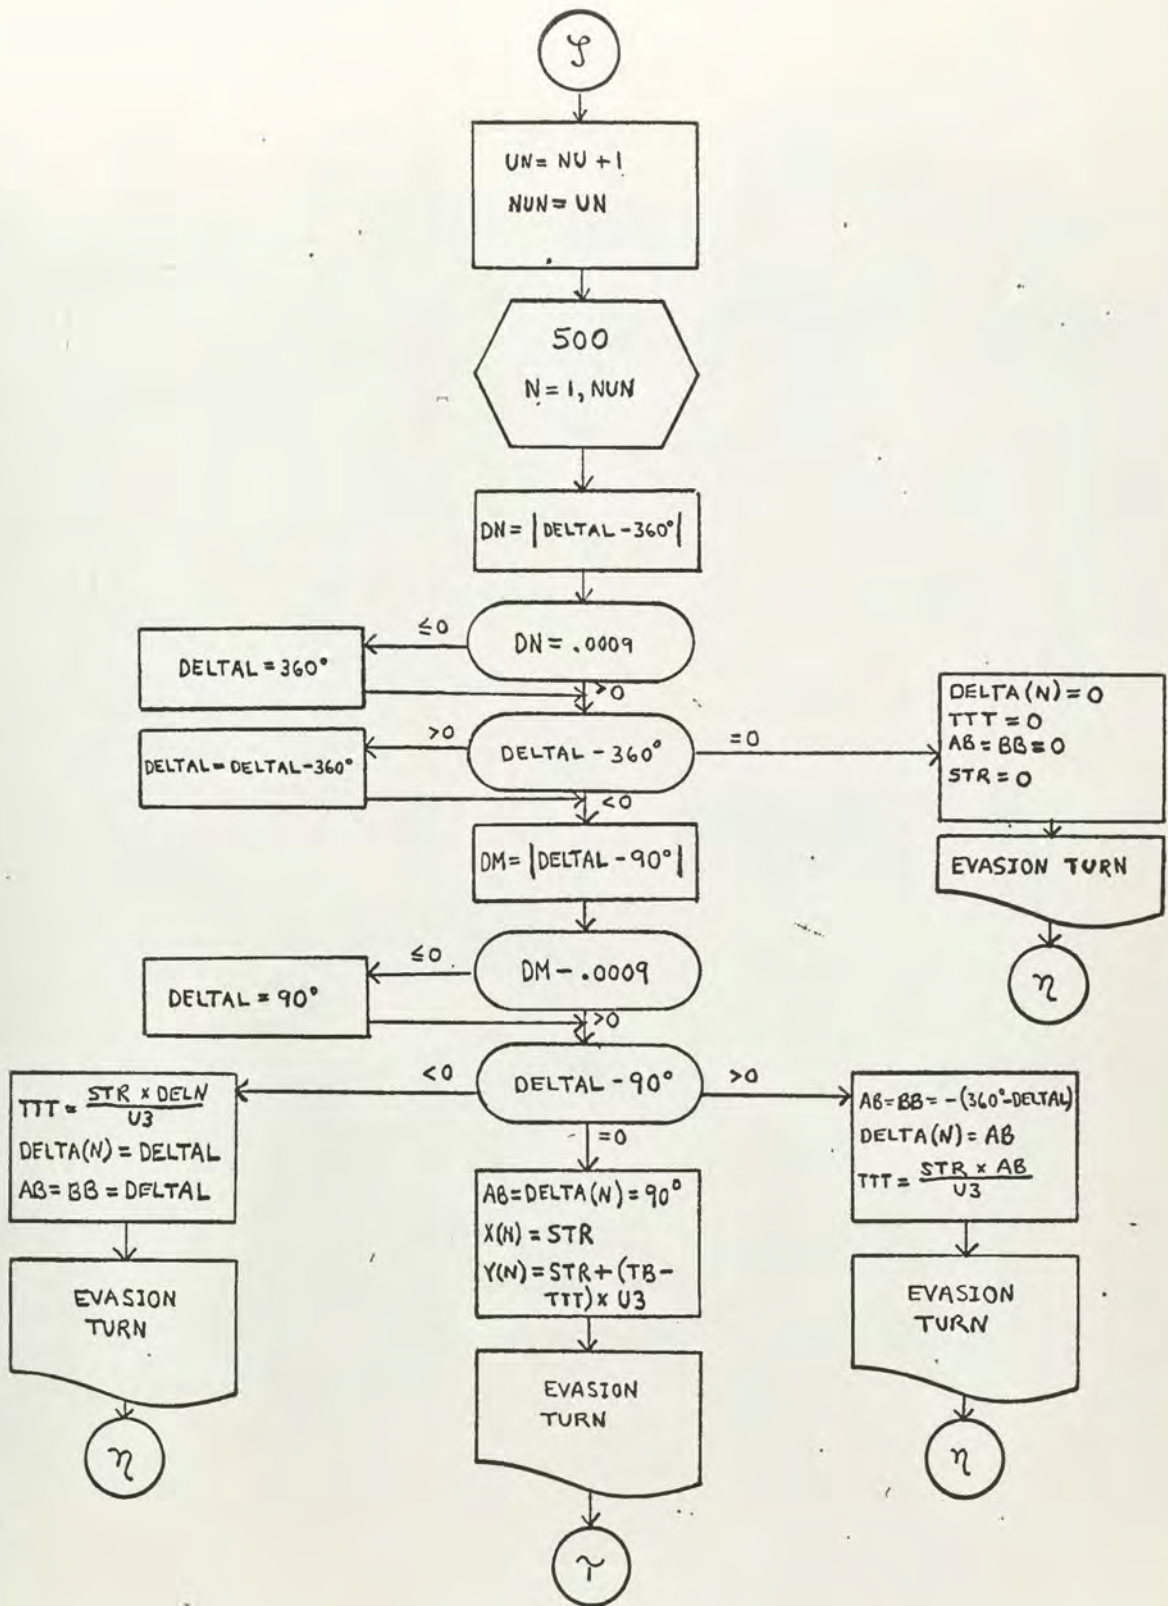 UN = NU + 1
NUN = UN
500
N = 1, NUN
DN = |DELTAL - 360°|
DN = .0009
≤0
>0
DELTAL = 360°
DELTAL - 360°
>0
=0
<0
DELTAL = DELTAL - 360°
DELTA(N) = 0
TTT = 0
AB = BB = 0
STR = 0
EVASION TURN
η
DM = |DELTAL - 90°|
DM - .0009
≤0
>0
DELTAL = 90°
DELTAL - 90°
<0
>0
=0
TTT = STR × DELN / U3
DELTA(N) = DELTAL
AB = BB = DELTAL
EVASION
TURN
η
AB = DELTA(N) = 90°
X(N) = STR
Y(N) = STR + (TB -
TTT) × U3
EVASION
TURN
τ
AB = BB = -(360° - DELTAL)
DELTA(N) = AB
TTT = STR × AB / U3
EVASION
TURN
η